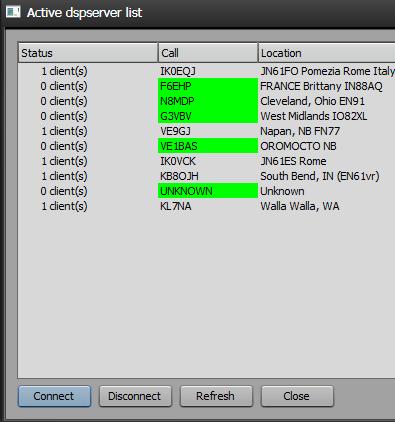 Active dspserver list
Status Call Location
1 client(s) IK0EQJ JN61FO Pomezia Rome Italy
0 client(s) F6EHP FRANCE Brittany IN88AQ
0 client(s) N8MDP Cleveland, Ohio EN91
0 client(s) G3VBV West Midlands IO82XL
1 client(s) VE9GJ Napan, NB FN77
0 client(s) VE1BAS OROMOCTO NB
1 client(s) IK0VCK JN61ES Rome
1 client(s) KB8OJH South Bend, IN (EN61vr)
0 client(s) UNKNOWN Unknown
1 client(s) KL7NA Walla Walla, WA
Connect Disconnect Refresh Close